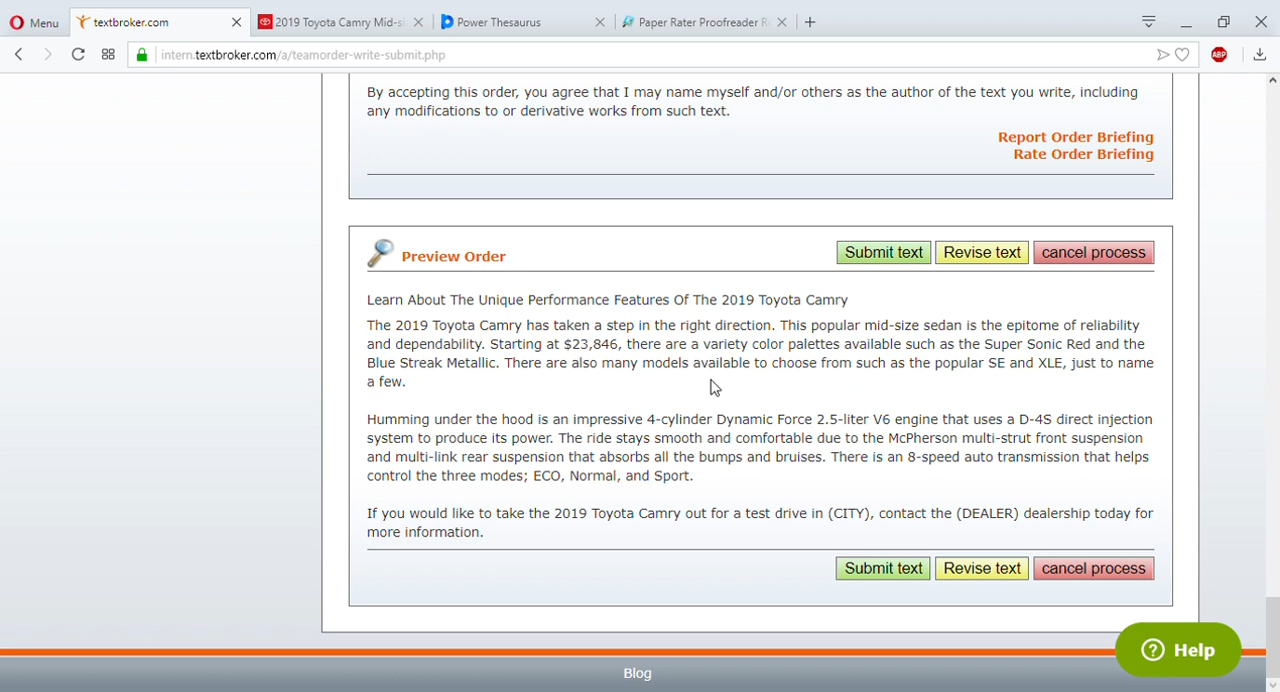 Menu
textbroker.com
2019 Toyota Camry Mid-si
Power Thesaurus
Paper Rater Proofreader R
intern.textbroker.com/a/teamorder-write-submit.php
ABP
By accepting this order, you agree that I may name myself and/or others as the author of the text you write, including
any modifications to or derivative works from such text.
Report Order Briefing
Rate Order Briefing
Preview Order
Submit text
Revise text
cancel process
Learn About The Unique Performance Features Of The 2019 Toyota Camry
The 2019 Toyota Camry has taken a step in the right direction. This popular mid-size sedan is the epitome of reliability
and dependability. Starting at $23,846, there are a variety color palettes available such as the Super Sonic Red and the
Blue Streak Metallic. There are also many models available to choose from such as the popular SE and XLE, just to name
a few.
Humming under the hood is an impressive 4-cylinder Dynamic Force 2.5-liter V6 engine that uses a D-4S direct injection
system to produce its power. The ride stays smooth and comfortable due to the McPherson multi-strut front suspension
and multi-link rear suspension that absorbs all the bumps and bruises. There is an 8-speed auto transmission that helps
control the three modes; ECO, Normal, and Sport.
If you would like to take the 2019 Toyota Camry out for a test drive in (CITY), contact the (DEALER) dealership today for
more information.
Submit text
Revise text
cancel process
? Help
Blog